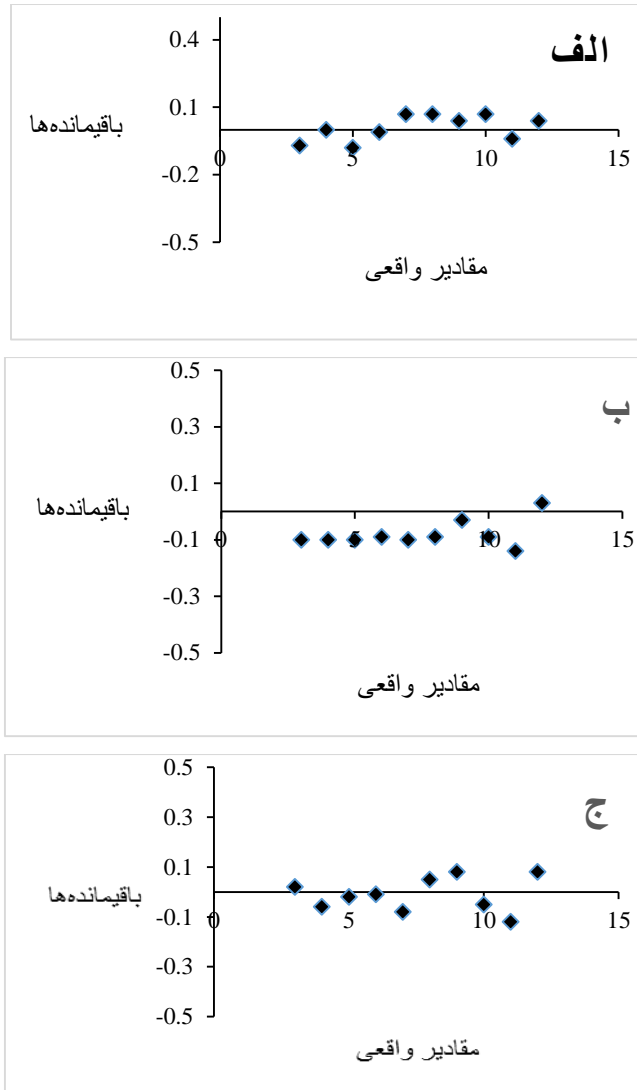 الف
0.4
0.1
-0.2
-0.5
0 5 10 15
باقیمانده‌ها
مقادیر واقعی
ب
0.5
0.3
0.1
-0.1
-0.3
-0.5
0 5 10 15
باقیمانده‌ها
مقادیر واقعی
ج
0.5
0.3
0.1
-0.1
-0.3
-0.5
0 5 10 15
باقیمانده‌ها
مقادیر واقعی